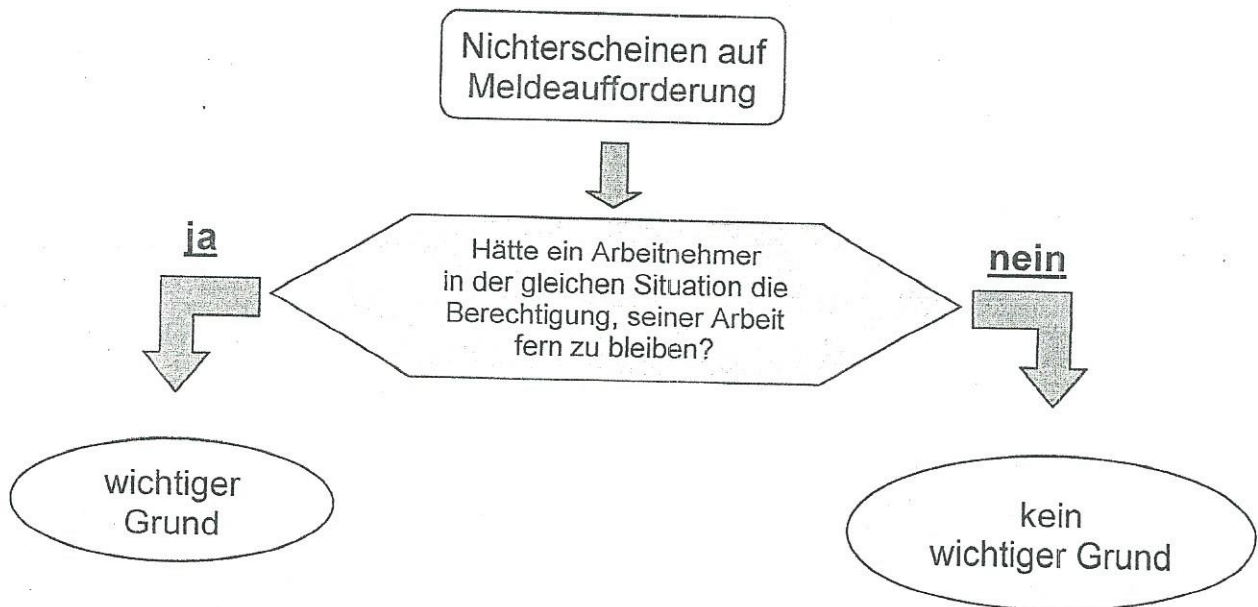 Nichterscheinen auf
Meldeaufforderung
ja
Hätte ein Arbeitnehmer
in der gleichen Situation die
Berechtigung, seiner Arbeit
fern zu bleiben?
nein
wichtiger
Grund
kein
wichtiger Grund